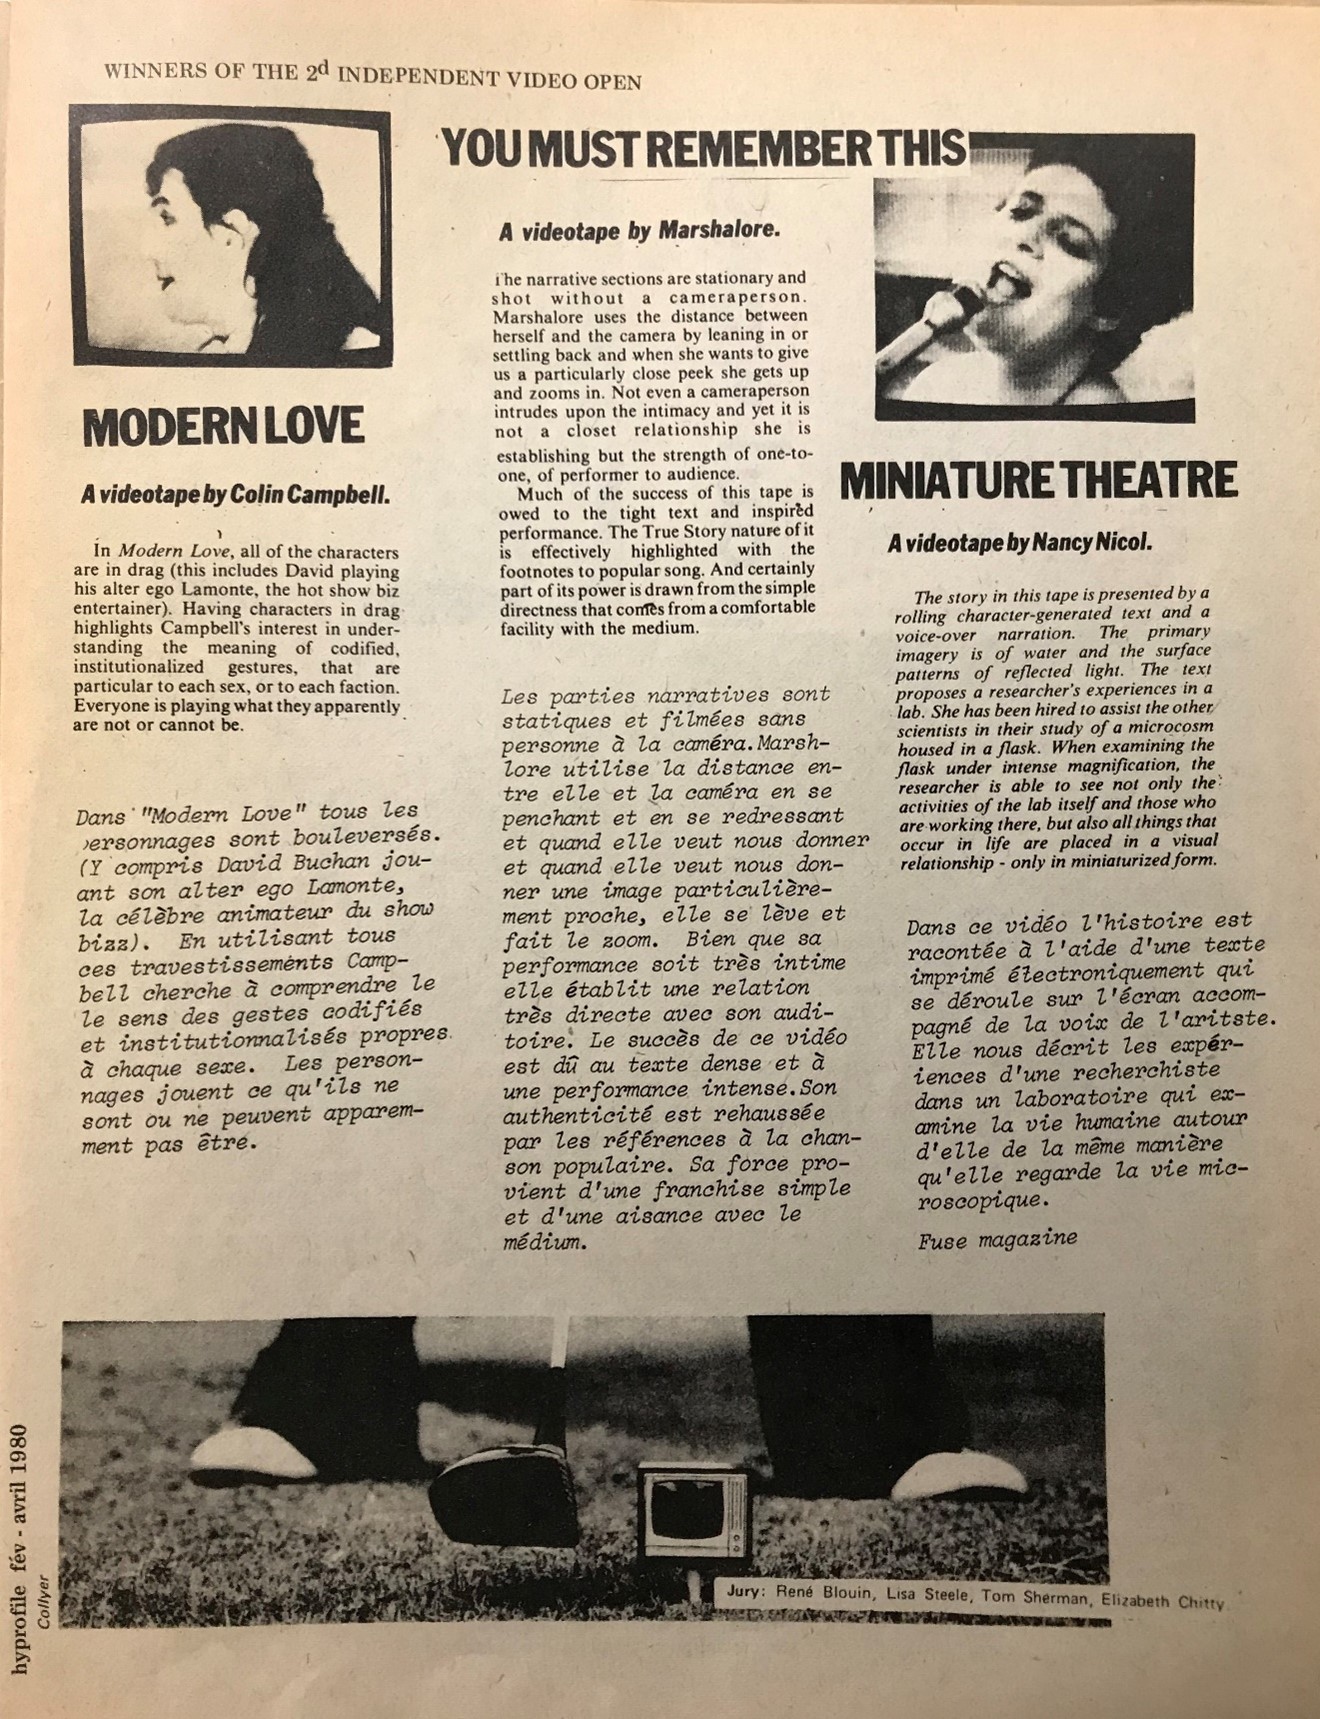 WINNERS OF THE 2d INDEPENDENT VIDEO OPEN
MODERN LOVE
A videotape by Colin Campbell.
In Modern Love, all of the characters
are in drag (this includes David playing
his alter ego Lamonte, the hot show biz
entertainer). Having characters in drag
highlights Campbell's interest in under-
standing the meaning of codified,
institutionalized gestures, that are
particular to each sex, or to each faction.
Everyone is playing what they apparently
are not or cannot be.
Dans "Modern Love" tous les
personnages sont bouleversés.
(Y compris David Buchan jou-
ant son alter ego Lamonte,
la célèbre animateur du show
bizz). En utilisant tous
ces travestissements Camp-
bell cherche à comprendre le
le sens des gestes codifiés
et institutionnalisés propres
à chaque sexe. Les person-
nages jouent ce qu'ils ne
sont ou ne peuvent apparem-
ment pas être.
YOU MUST REMEMBER THIS
A videotape by Marshalore.
The narrative sections are stationary and
shot without a cameraperson.
Marshalore uses the distance between
herself and the camera by leaning in or
settling back and when she wants to give
us a particularly close peek she gets up
and zooms in. Not even a cameraperson
intrudes upon the intimacy and yet it is
not a closet relationship she is
establishing but the strength of one-to-
one, of performer to audience.
Much of the success of this tape is
owed to the tight text and inspired
performance. The True Story nature of it
is effectively highlighted with the
footnotes to popular song. And certainly
part of its power is drawn from the simple
directness that comes from a comfortable
facility with the medium.
Les parties narratives sont
statiques et filmées sans
personne à la caméra.Marsh-
lore utilise la distance en-
tre elle et la caméra en se
penchant et en se redressant
et quand elle veut nous donner
et quand elle veut nous don-
ner une image particulière-
ment proche, elle se lève et
fait le zoom. Bien que sa
performance soit très intime
elle établit une relation
très directe avec son audi-
toire. Le succès de ce vidéo
est dû au texte dense et à
une performance intense.Son
authenticité est rehaussée
par les références à la chan-
son populaire. Sa force pro-
vient d'une franchise simple
et d'une aisance avec le
médium.
MINIATURE THEATRE
A videotape by Nancy Nicol.
The story in this tape is presented by a
rolling character-generated text and a
voice-over narration. The primary
imagery is of water and the surface
patterns of reflected light. The text
proposes a researcher's experiences in a
lab. She has been hired to assist the other
scientists in their study of a microcosm
housed in a flask. When examining the
flask under intense magnification, the
researcher is able to see not only the
activities of the lab itself and those who
are working there, but also all things that
occur in life are placed in a visual
relationship - only in miniaturized form.
Dans ce vidéo l'histoire est
racontée à l'aide d'une texte
imprimé électroniquement qui
se déroule sur l'écran accom-
pagné de la voix de l'aritste.
Elle nous décrit les expér-
iences d'une recherchiste
dans un laboratoire qui ex-
amine la vie humaine autour
d'elle de la même manière
qu'elle regarde la vie mic-
roscopique.
Fuse magazine
Jury: René Blouin, Lisa Steele, Tom Sherman, Elizabeth Chitty
hyprofile fév - avril 1980
Collyer